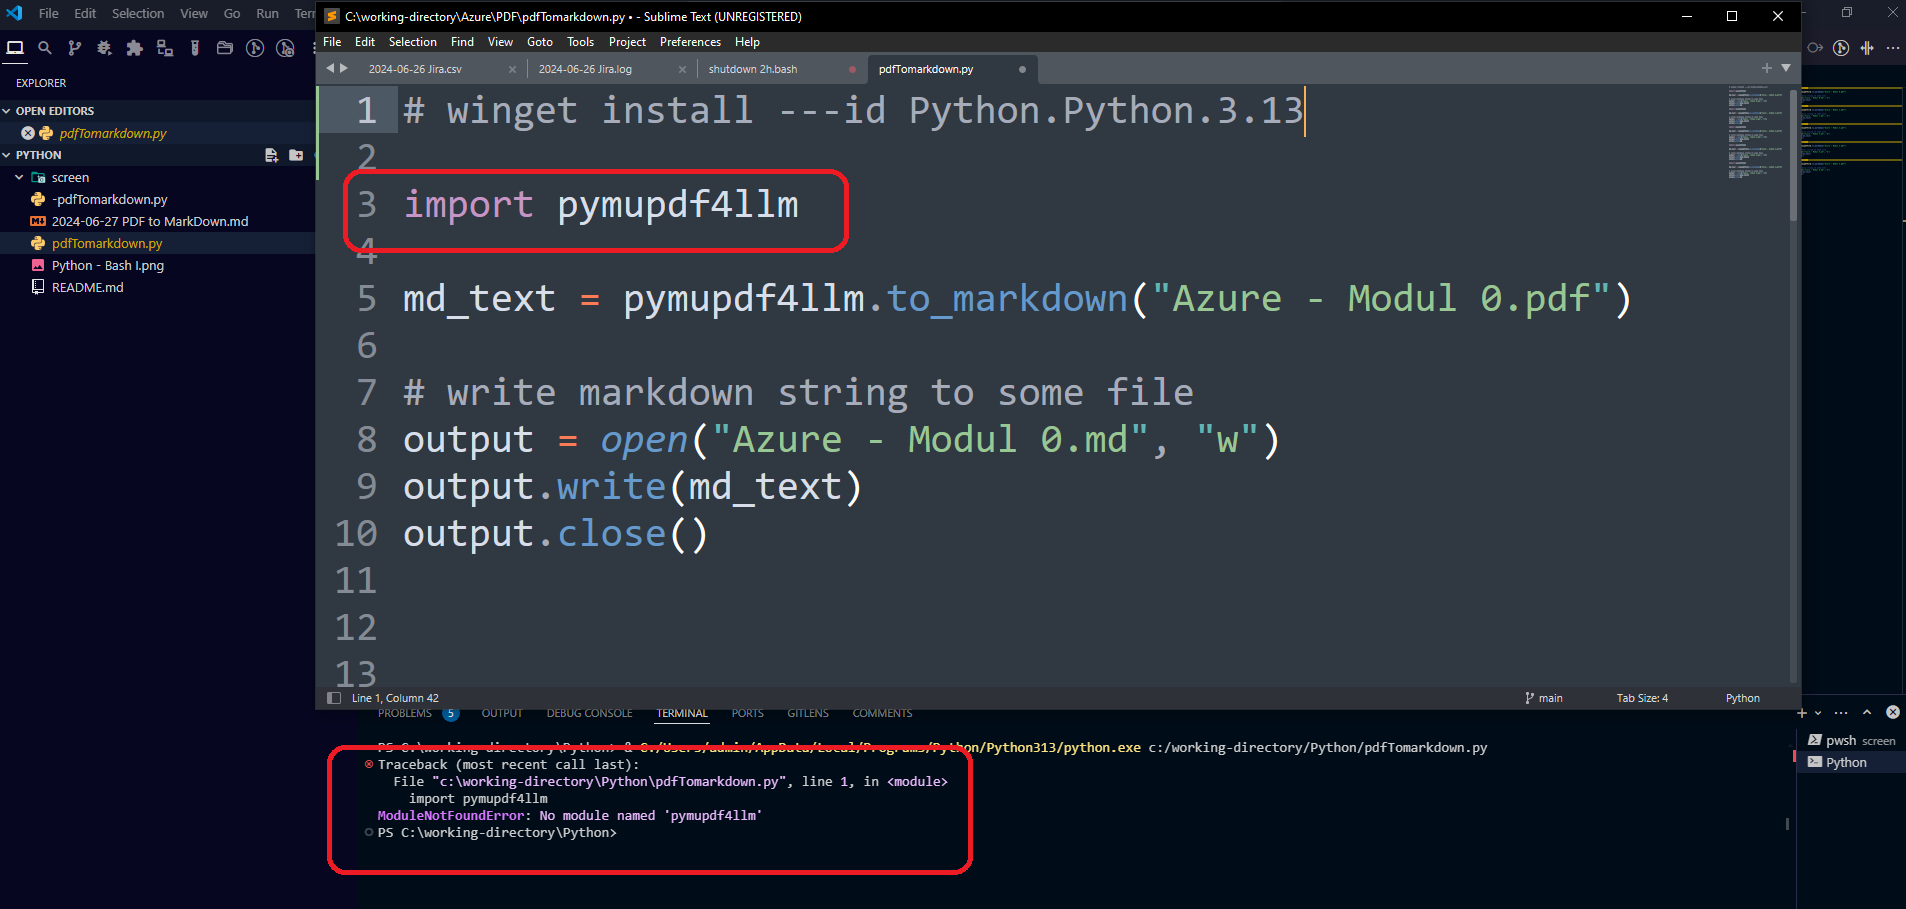 File Edit Selection View Go Run Terr
C:\working-directory\Azure\PDF\pdfTomarkdown.py • - Sublime Text (UNREGISTERED)
File Edit Selection Find View Goto Tools Project Preferences Help
2024-06-26 Jira.csv 2024-06-26 Jira.log shutdown 2h.bash pdfTomarkdown.py
EXPLORER
OPEN EDITORS
pdfTomarkdown.py
PYTHON
screen
-pdfTomarkdown.py
2024-06-27 PDF to MarkDown.md
pdfTomarkdown.py
Python - Bash I.png
README.md
1 # winget install ---id Python.Python.3.13
2
3 import pymupdf4llm
4
5 md_text = pymupdf4llm.to_markdown("Azure - Modul 0.pdf")
6
7 # write markdown string to some file
8 output = open("Azure - Modul 0.md", "w")
9 output.write(md_text)
10 output.close()
11
12
13
Line 1, Column 42 main Tab Size: 4 Python
PROBLEMS 5 OUTPUT DEBUG CONSOLE TERMINAL PORTS GITLENS COMMENTS
PS C:\working-directory\Python> & C:/Users/admin/AppData/Local/Programs/Python/Python313/python.exe c:/working-directory/Python/pdfTomarkdown.py
Traceback (most recent call last):
File "c:\working-directory\Python\pdfTomarkdown.py", line 1, in <module>
import pymupdf4llm
ModuleNotFoundError: No module named 'pymupdf4llm'
PS C:\working-directory\Python>
pwsh screen
Python